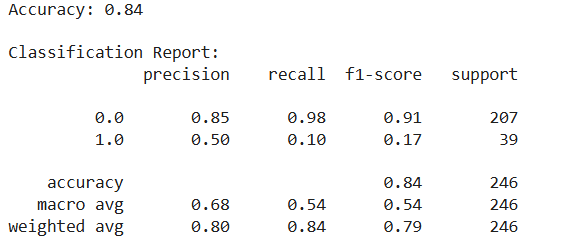 Accuracy: 0.84
Classification Report:
precision recall f1-score support
0.0 0.85 0.98 0.91 207
1.0 0.50 0.10 0.17 39
accuracy 0.84 246
macro avg 0.68 0.54 0.54 246
weighted avg 0.80 0.84 0.79 246